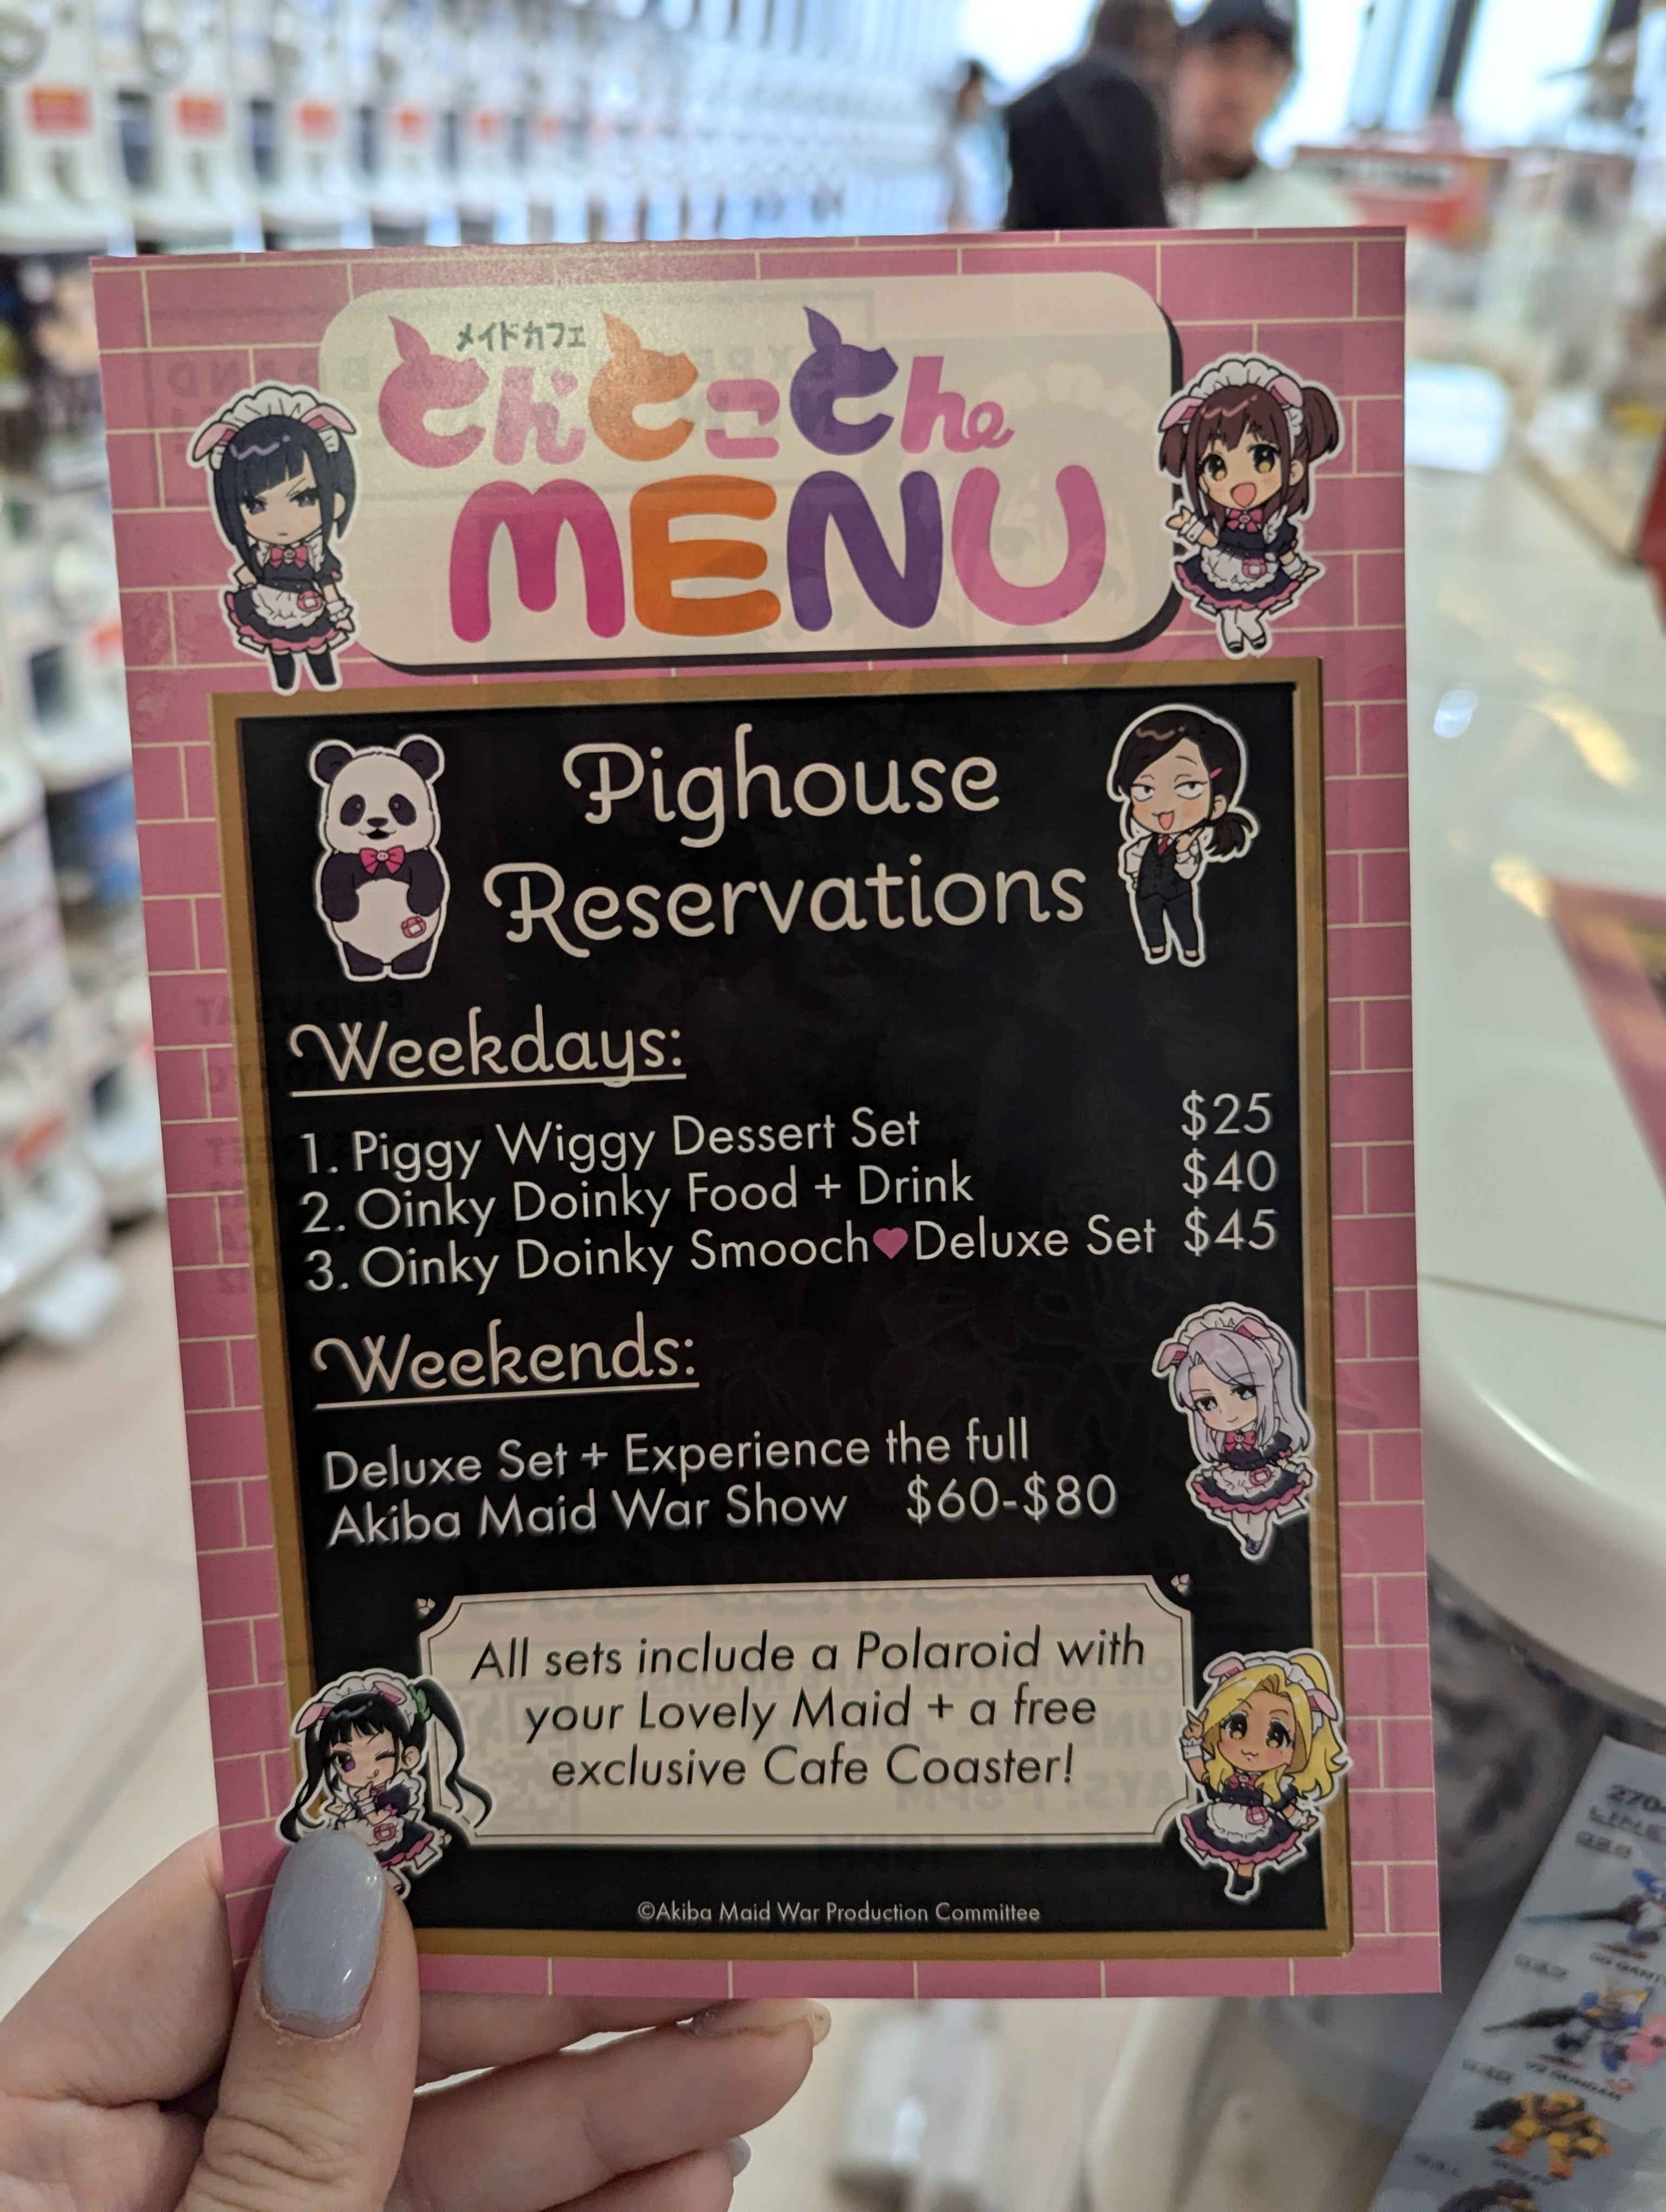 メイドカフェ
とんとことん he
MENU
Pighouse
Reservations
Weekdays:
1. Piggy Wiggy Dessert Set $25
2. Oinky Doinky Food + Drink $40
3. Oinky Doinky Smooch♥Deluxe Set $45
Weekends:
Deluxe Set + Experience the full
Akiba Maid War Show $60-$80
All sets include a Polaroid with
your Lovely Maid + a free
exclusive Cafe Coaster!
©Akiba Maid War Production Committee